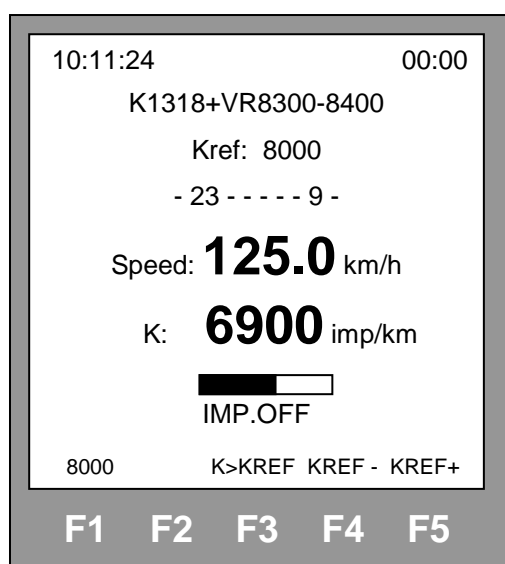 10:11:24 00:00
K1318+VR8300-8400
Kref: 8000
- 23 - - - - - 9 -
Speed: 125.0 km/h
K: 6900 imp/km
IMP.OFF
8000 K>KREF KREF - KREF+
F1 F2 F3 F4 F5